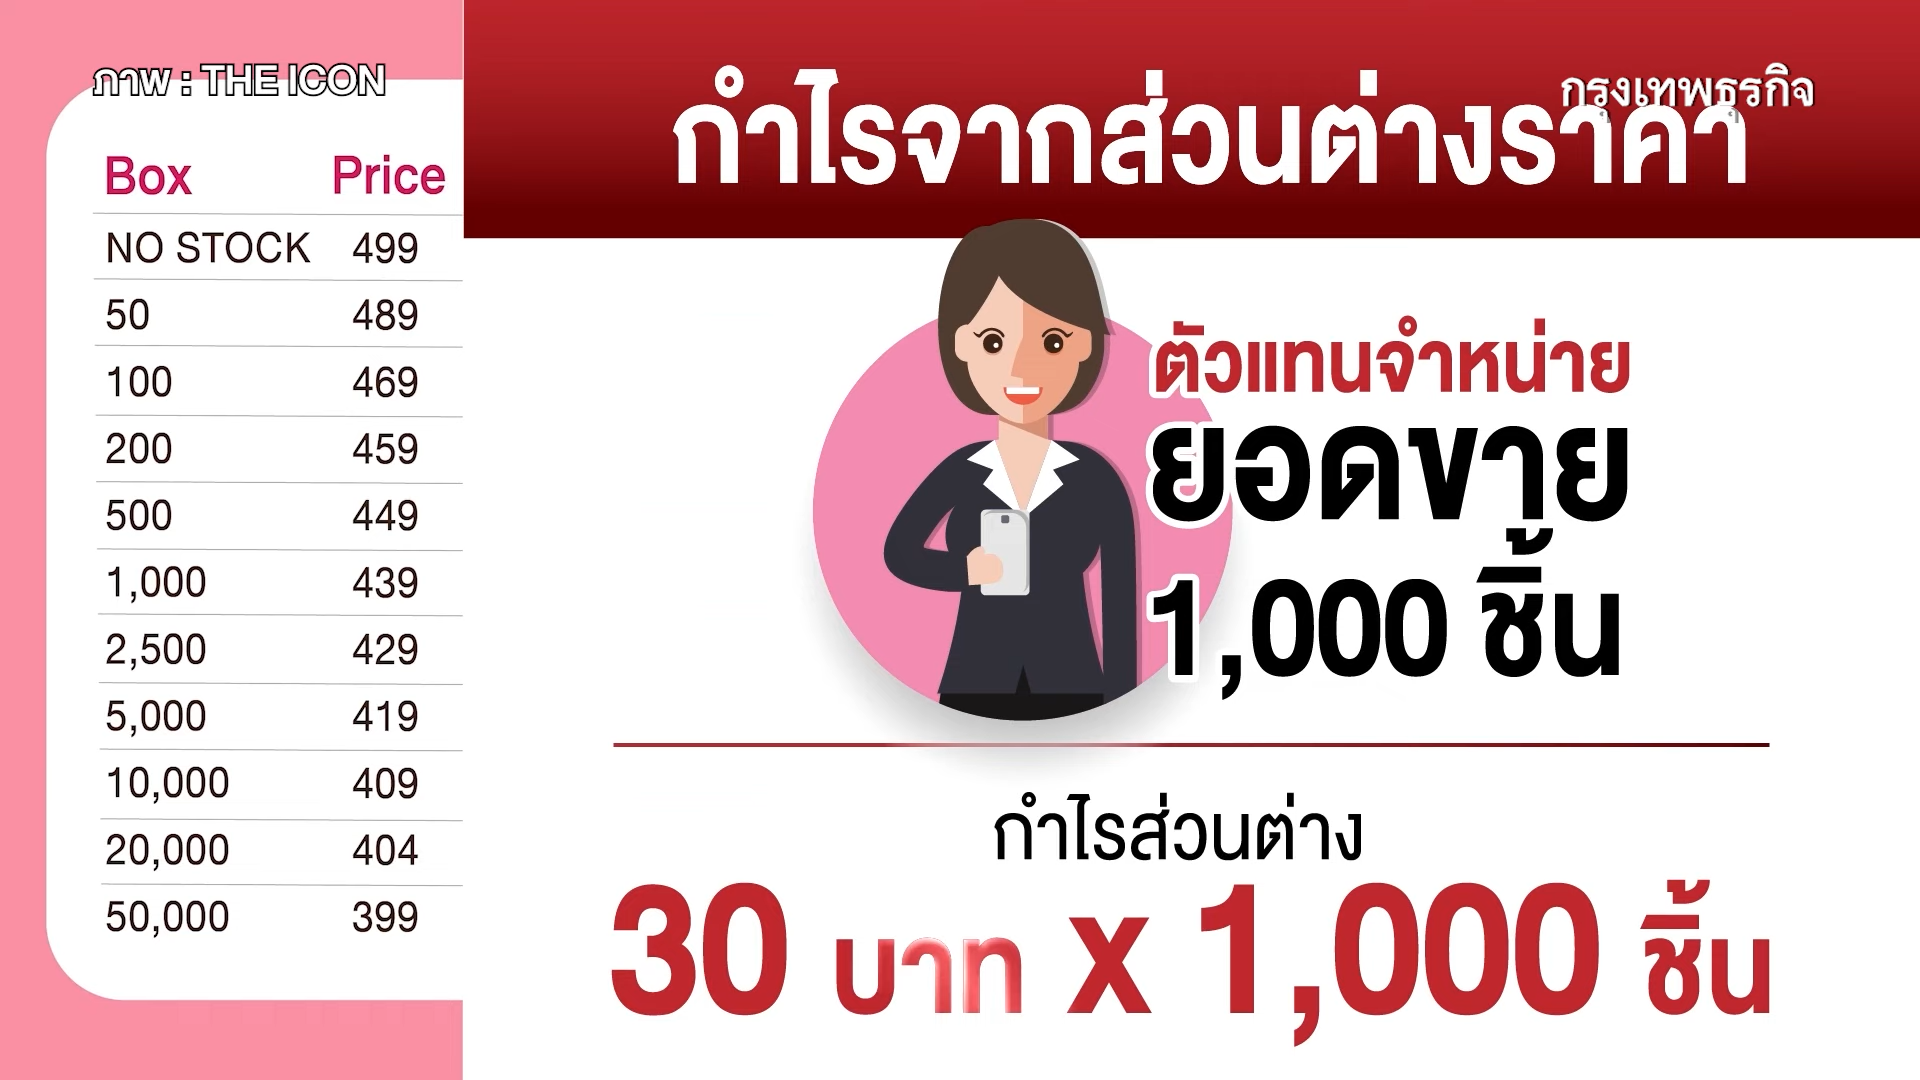 ภาพ : THE ICON
Box Price
NO STOCK 499
50 489
100 469
200 459
500 449
1,000 439
2,500 429
5,000 419
10,000 409
20,000 404
50,000 399
กรุงเทพธุรกิจ
กำไรจากส่วนต่างราคา
ตัวแทนจำหน่าย
ยอดขาย
1,000 ชิ้น
กำไรส่วนต่าง
30 บาท x 1,000 ชิ้น